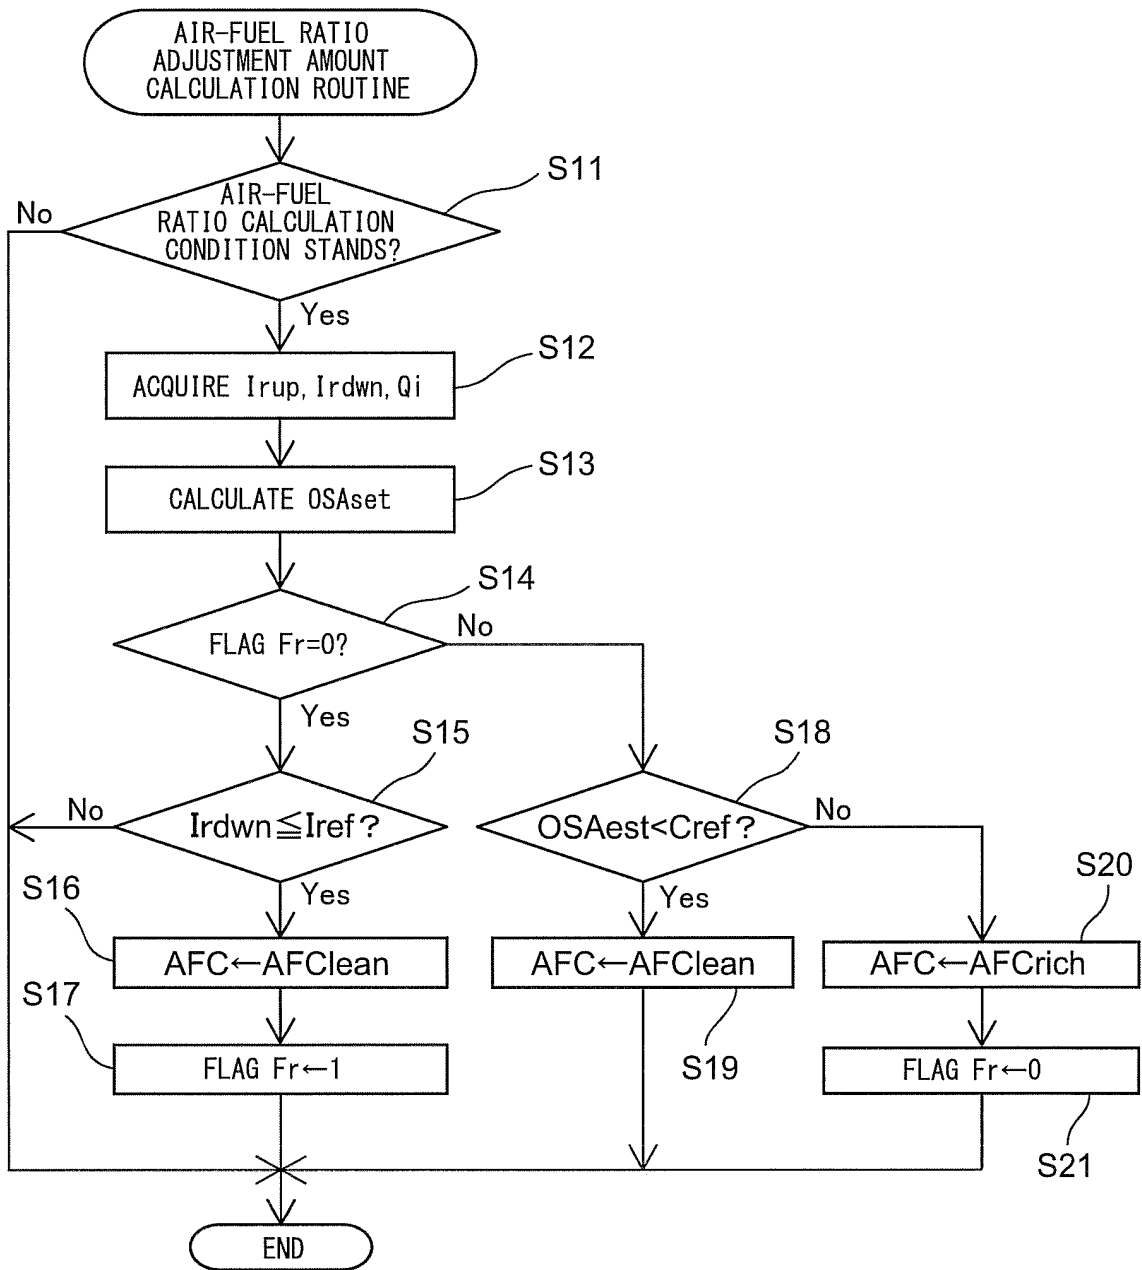 AIR-FUEL RATIO
ADJUSTMENT AMOUNT
CALCULATION ROUTINE
S11
No
AIR-FUEL
RATIO CALCULATION
CONDITION STANDS?
Yes
S12
ACQUIRE Irup, Irdwn, Qi
S13
CALCULATE OSAset
S14
FLAG Fr=0?
No
Yes
S15
S18
No
Irdwn≦Iref?
OSAest<Cref?
No
Yes
Yes
S16
S20
AFC←AFClean
AFC←AFClean
AFC←AFCrich
S17
S19
FLAG Fr←1
FLAG Fr←0
S21
END